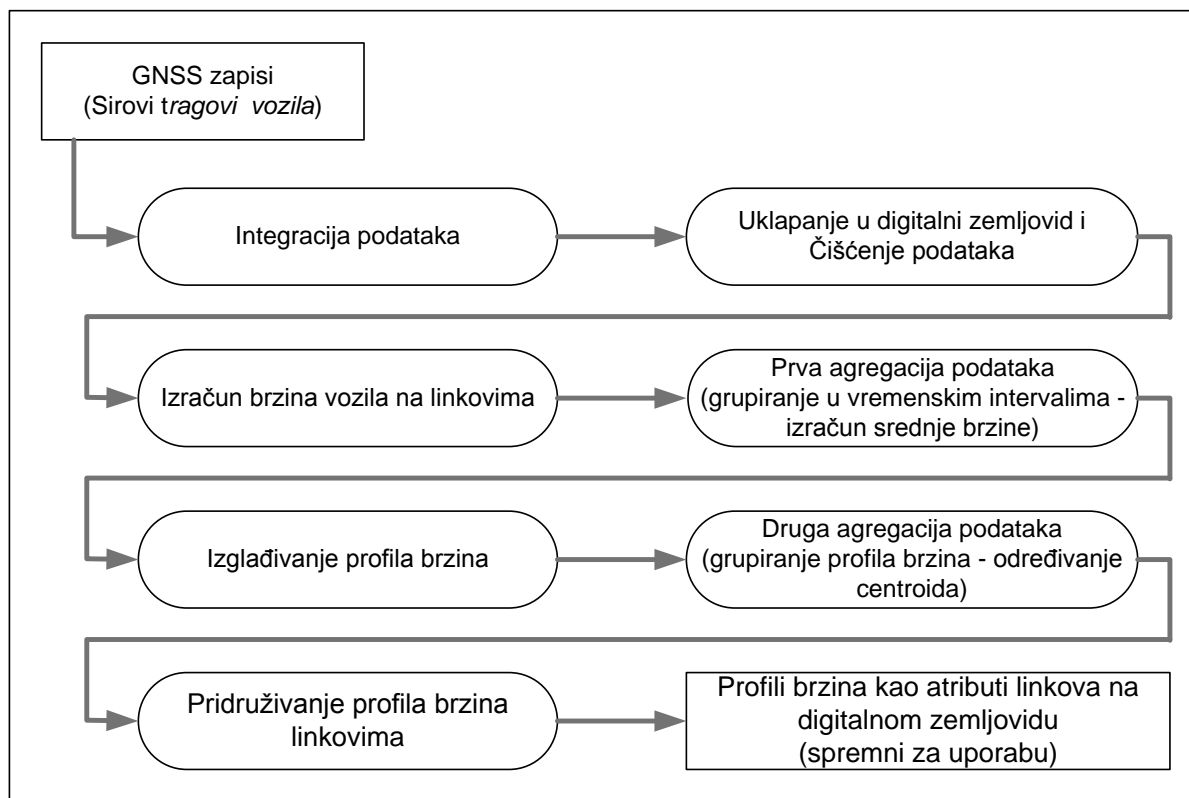 GNSS zapisi
(Sirovi tragovi vozila)
Integracija podataka
Uklapanje u digitalni zemljovid i
Čišćenje podataka
Izračun brzina vozila na linkovima
Prva agregacija podataka
(grupiranje u vremenskim intervalima -
izračun srednje brzine)
Izglađivanje profila brzina
Druga agregacija podataka
(grupiranje profila brzina - određivanje
centroida)
Pridruživanje profila brzina
linkovima
Profili brzina kao atributi linkova na
digitalnom zemljovidu
(spremni za uporabu)